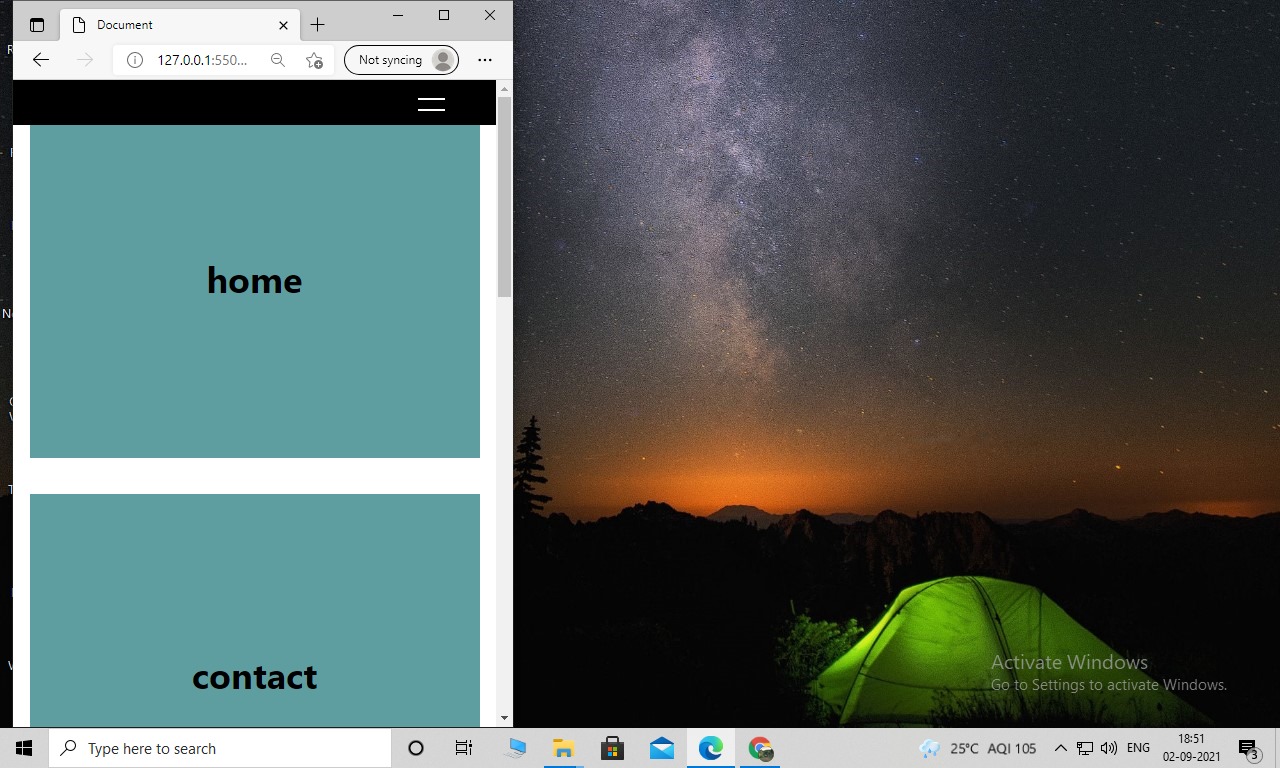 Document
127.0.0.1:550...
Not syncing
home
contact
Activate Windows
Go to Settings to activate Windows.
Type here to search
25°C AQI 105
ENG
18:51
02-09-2021
3